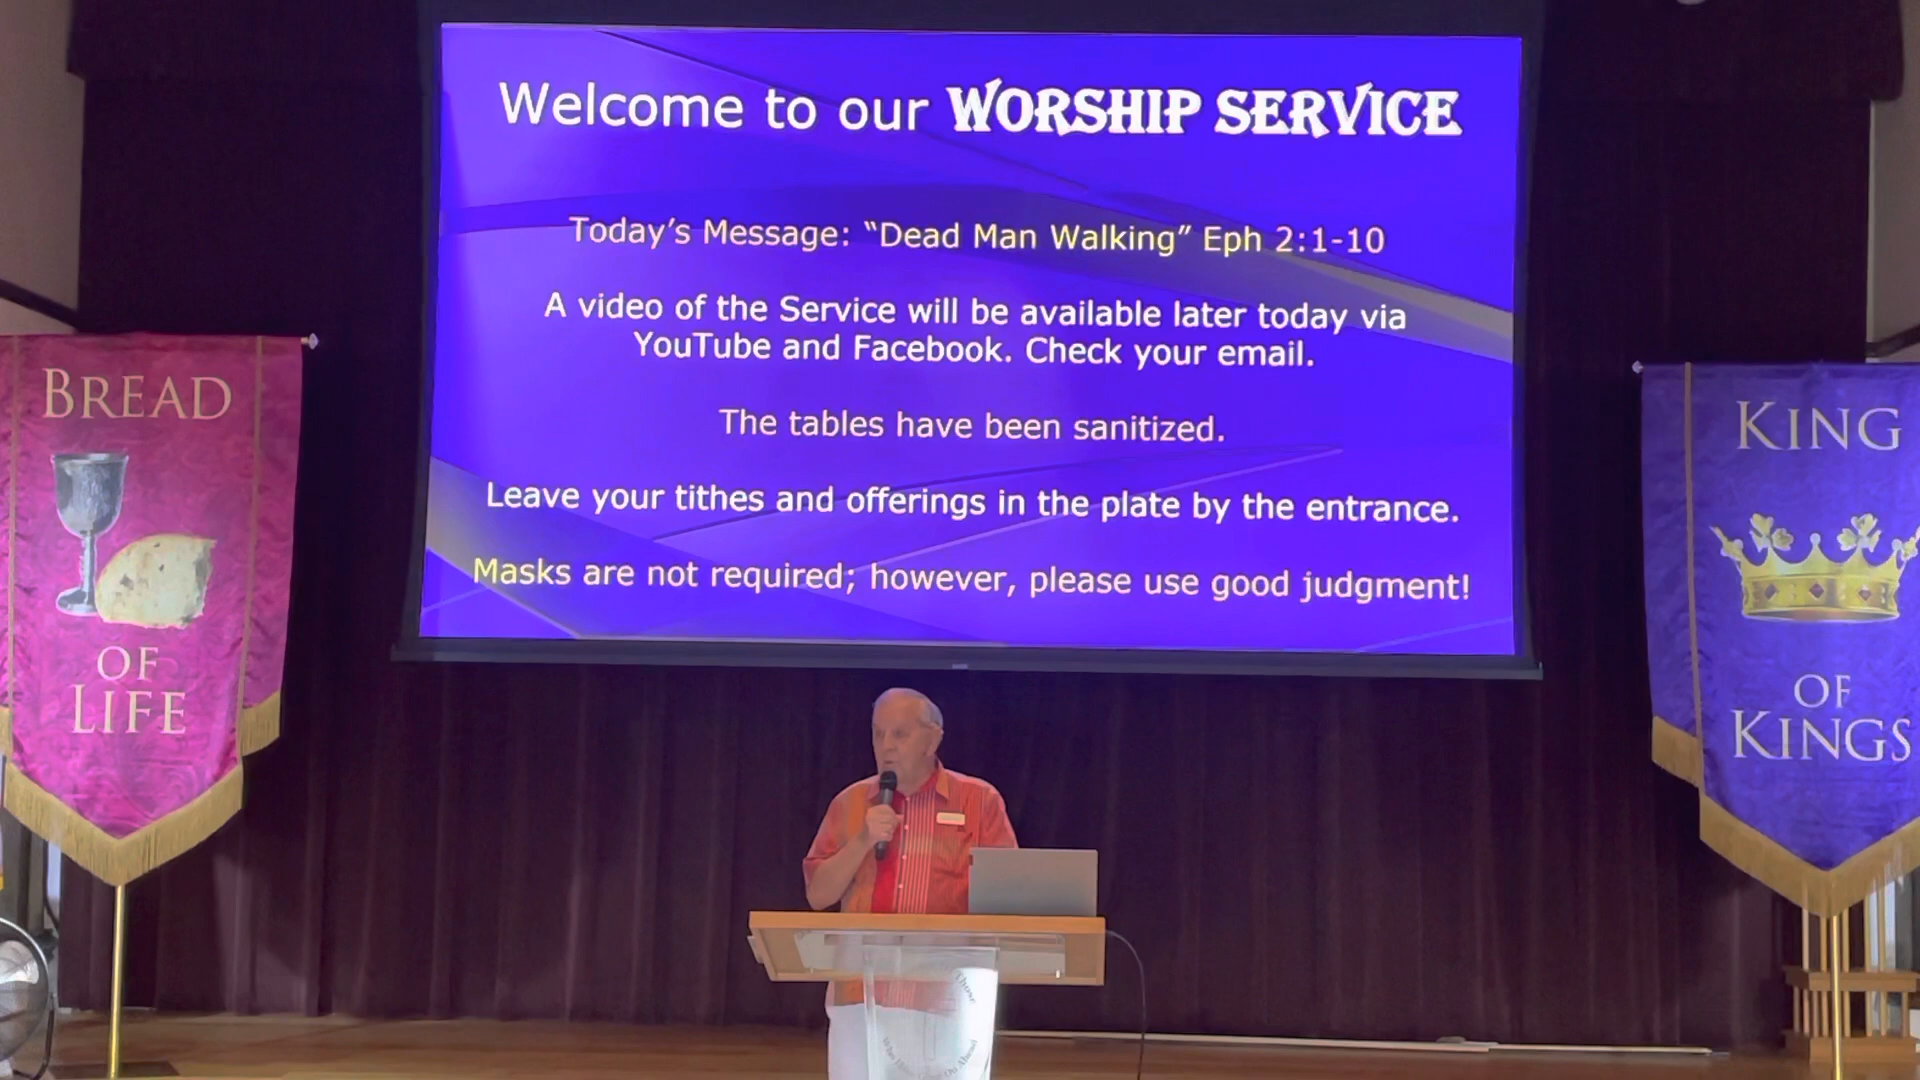 Welcome to our WORSHIP SERVICE
Today's Message: "Dead Man Walking" Eph 2:1-10
A video of the Service will be available later today via
YouTube and Facebook. Check your email.
The tables have been sanitized.
Leave your tithes and offerings in the plate by the entrance.
Masks are not required; however, please use good judgment!
BREAD
OF
LIFE
KING
OF
KINGS
Those